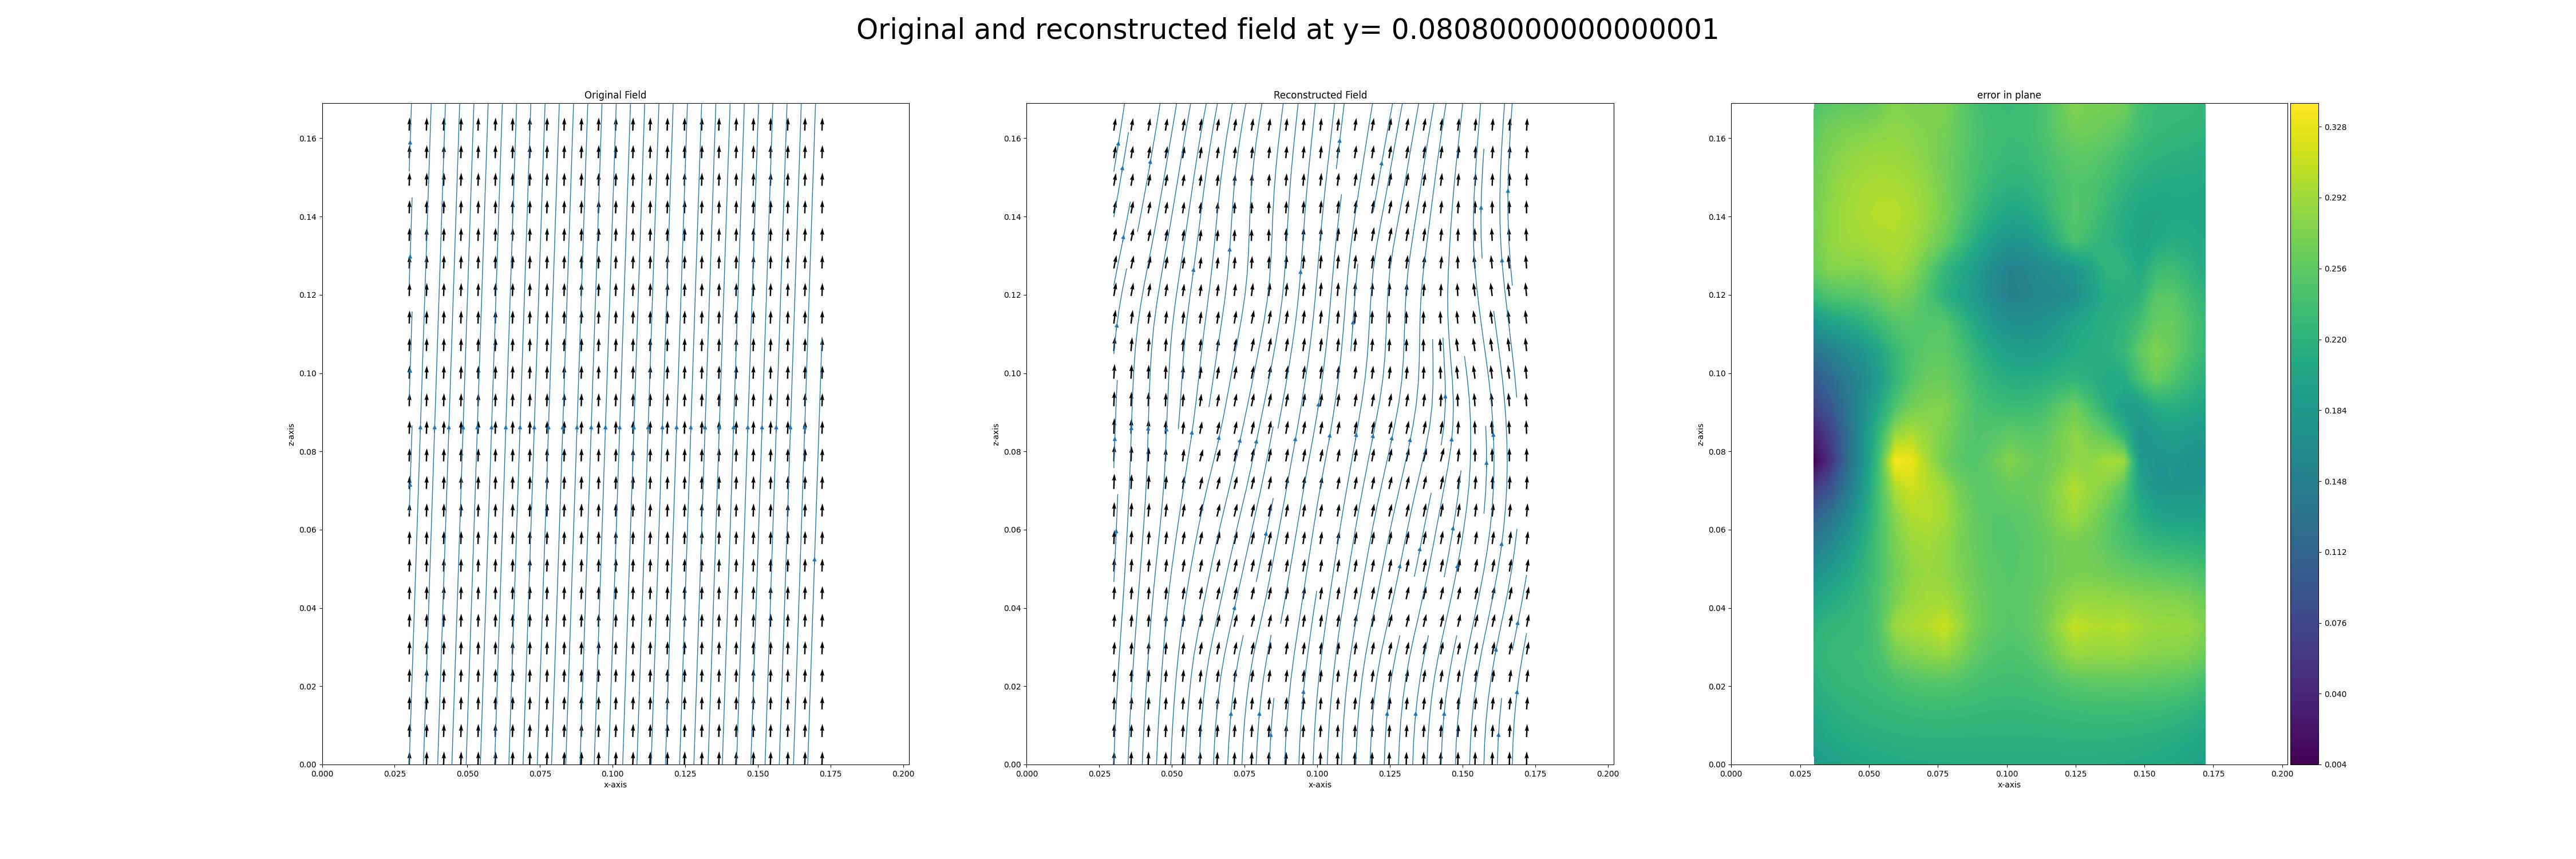 Original and reconstructed field at y= 0.08080000000000001
Original Field
0.16
0.14
0.12
0.10
0.08
0.06
0.04
0.02
0.00
z-axis
0.000 0.025 0.050 0.075 0.100 0.125 0.150 0.175 0.200
x-axis
Reconstructed Field
0.16
0.14
0.12
0.10
0.08
0.06
0.04
0.02
0.00
z-axis
0.000 0.025 0.050 0.075 0.100 0.125 0.150 0.175 0.200
x-axis
error in plane
0.16
0.14
0.12
0.10
0.08
0.06
0.04
0.02
0.00
z-axis
0.000 0.025 0.050 0.075 0.100 0.125 0.150 0.175 0.200
x-axis
0.328
0.292
0.256
0.220
0.184
0.148
0.112
0.076
0.040
0.004